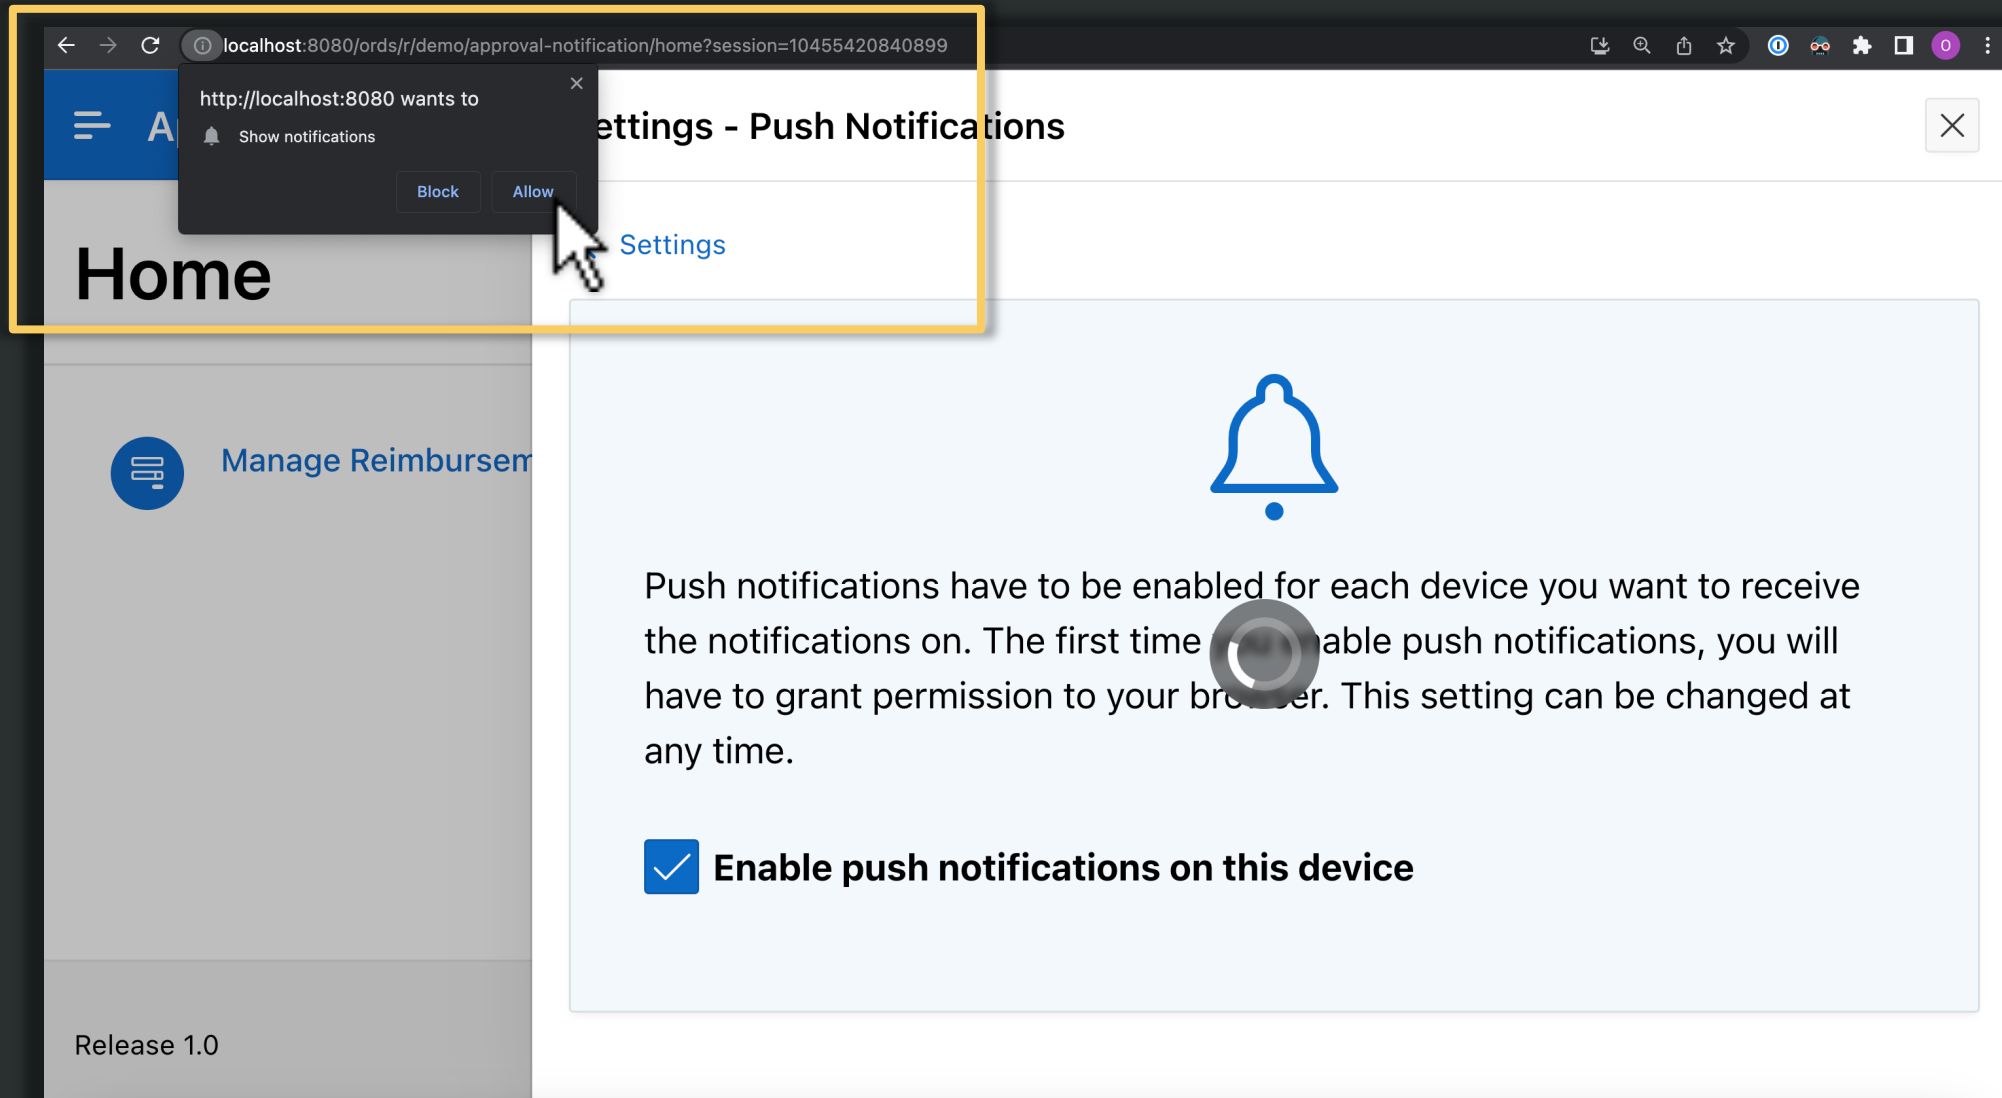 localhost:8080/ords/r/demo/approval-notification/home?session=10455420840899
O
http://localhost:8080 wants to
Show notifications
Block Allow
ettings - Push Notifications
Settings
Home
Manage Reimbursem
Push notifications have to be enabled for each device you want to receive
the notifications on. The first time you enable push notifications, you will
have to grant permission to your browser. This setting can be changed at
any time.
Enable push notifications on this device
Release 1.0